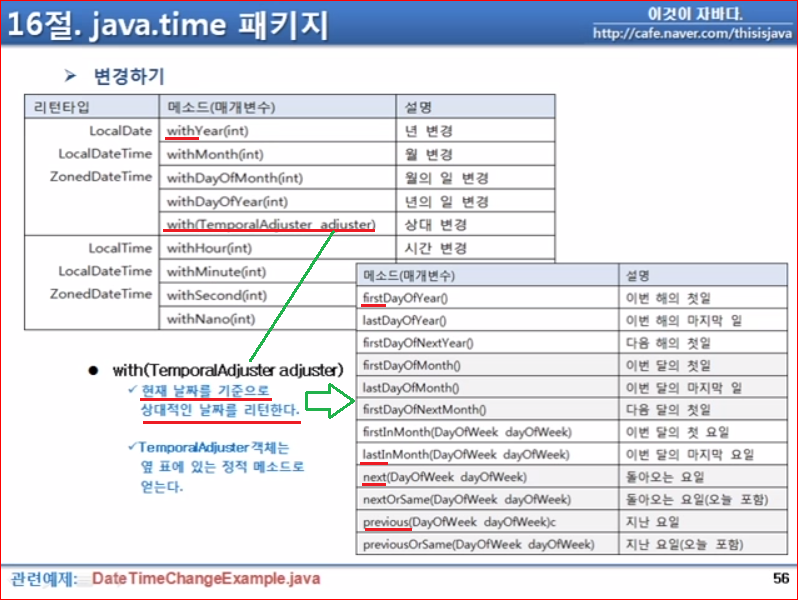 16절. java.time 패키지
이것이 자바다.
http://cafe.naver.com/thisisjava
변경하기
리턴타입 메소드(매개변수) 설명
LocalDate withYear(int) 년 변경
LocalDateTime withMonth(int) 월 변경
ZonedDateTime withDayOfMonth(int) 월의 일 변경
withDayOfYear(int) 년의 일 변경
with(TemporalAdjuster adjuster) 상대 변경
LocalTime withHour(int) 시간 변경
LocalDateTime withMinute(int)
ZonedDateTime withSecond(int)
withNano(int)
메소드(매개변수) 설명
firstDayOfYear() 이번 해의 첫일
lastDayOfYear() 이번 해의 마지막 일
firstDayOfNextYear() 다음 해의 첫일
firstDayOfMonth() 이번 달의 첫일
lastDayOfMonth() 이번 달의 마지막 일
firstDayOfNextMonth() 다음 달의 첫일
firstInMonth(DayOfWeek dayOfWeek) 이번 달의 첫 요일
lastInMonth(DayOfWeek dayOfWeek) 이번 달의 마지막 요일
next(DayOfWeek dayOfWeek) 돌아오는 요일
nextOrSame(DayOfWeek dayOfWeek) 돌아오는 요일(오늘 포함)
previous(DayOfWeek dayOfWeek)c 지난 요일
previousOrSame(DayOfWeek dayOfWeek) 지난 요일(오늘 포함)
● with(TemporalAdjuster adjuster)
✓현재 날짜를 기준으로
상대적인 날짜를 리턴한다.
✓TemporalAdjuster객체는
옆 표에 있는 정적 메소드로
얻는다.
관련예제: DateTimeChangeExample.java
56